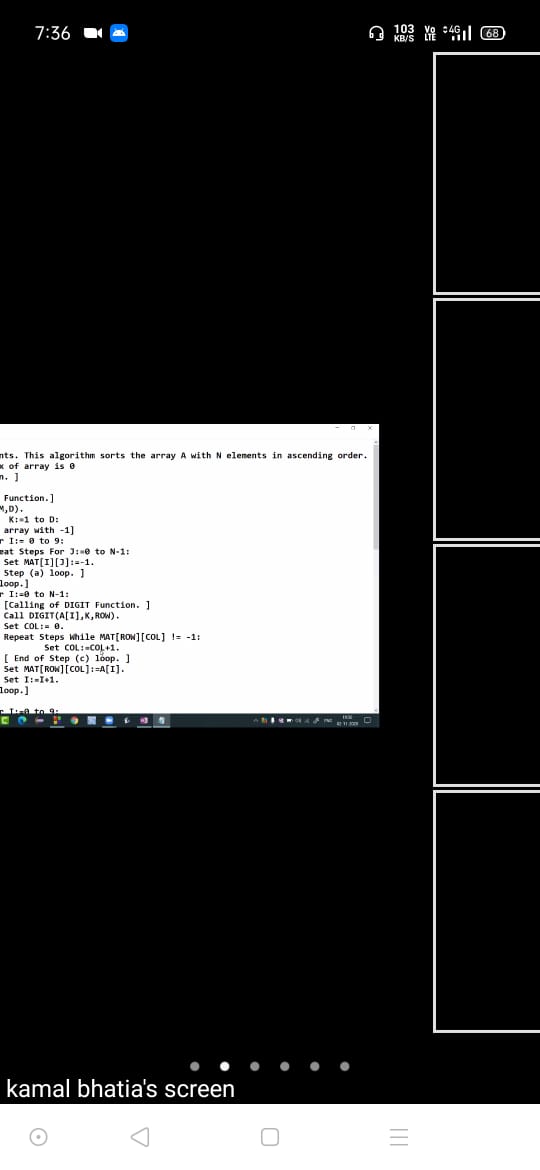 7:36
103
KB/S
Vo
LTE
4G
68
nts. This algorithm sorts the array A with N elements in ascending order.
x of array is 0
n. ]
Function.]
M,D).
K:=1 to D:
array with -1]
r I:= 0 to 9:
eat Steps For J:=0 to N-1:
Set MAT[I][J]:=-1.
Step (a) loop. ]
loop.]
r I:=0 to N-1:
[Calling of DIGIT Function. ]
Call DIGIT(A[I],K,ROW).
Set COL:= 0.
Repeat Steps While MAT[ROW][COL] != -1:
Set COL:=COL+1.
[ End of Step (c) loop. ]
Set MAT[ROW][COL]:=A[I].
Set I:=I+1.
loop.]
r I:=0 to 9:
ENG
kamal bhatia's screen